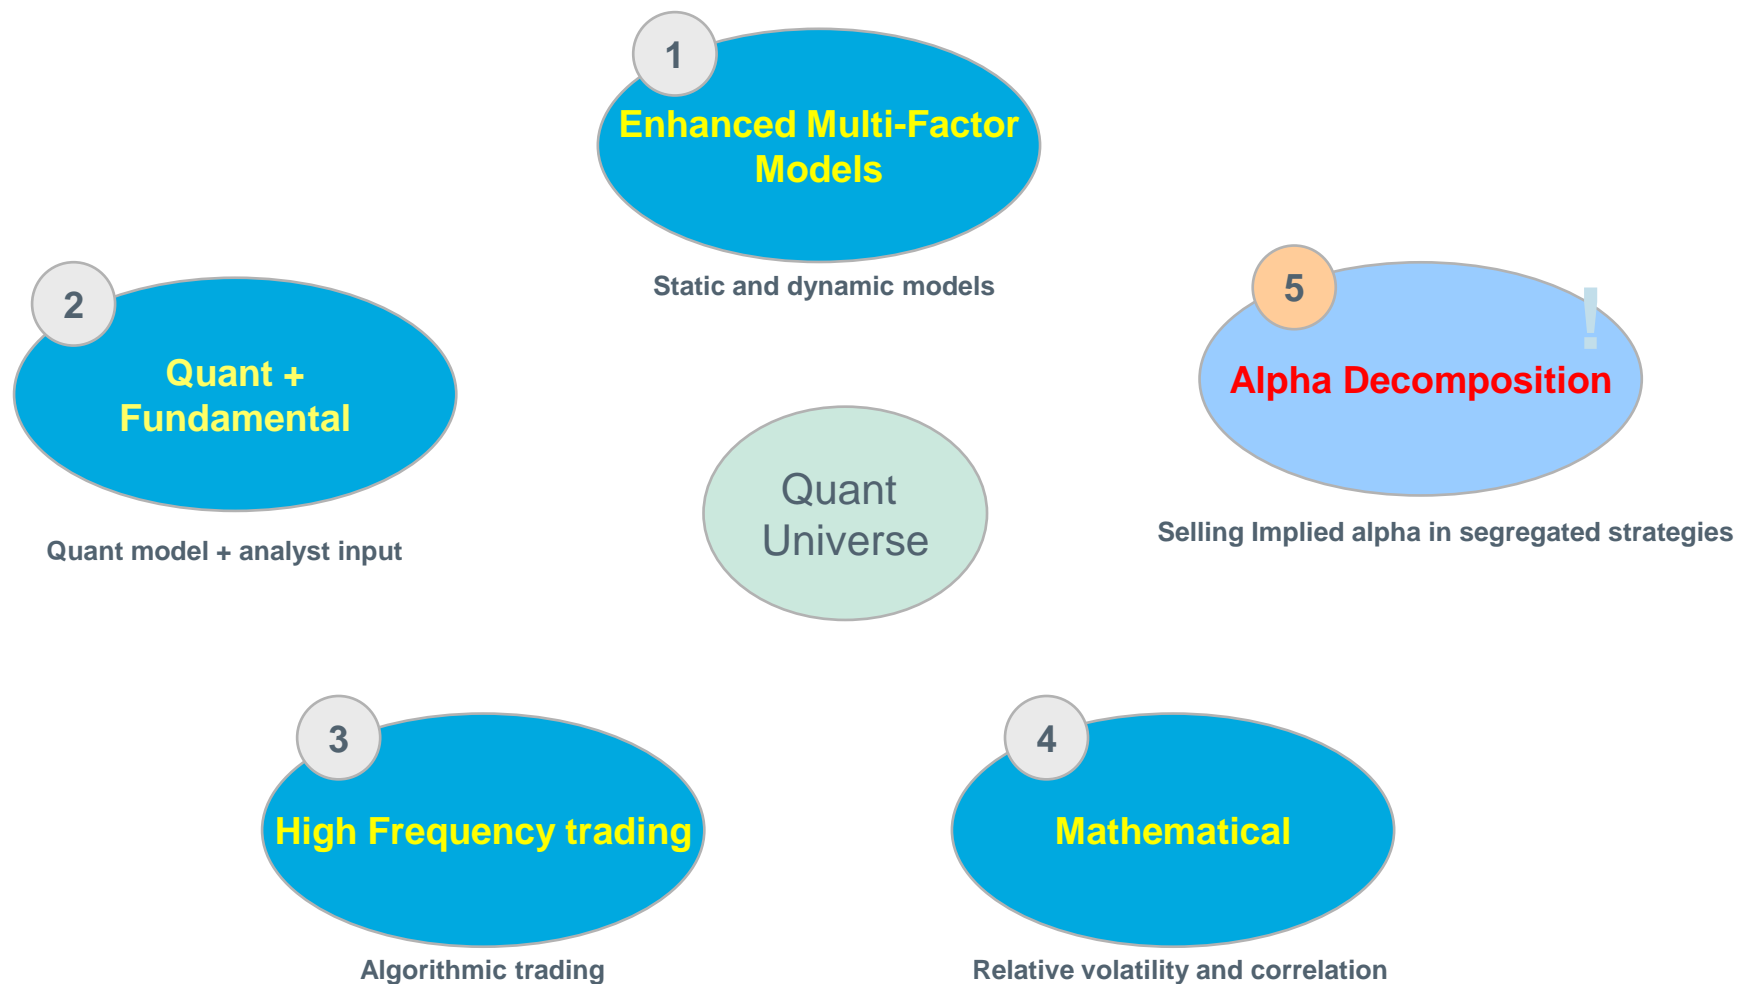 1
Enhanced Multi-Factor
Models
Static and dynamic models
2
Quant +
Fundamental
Quant model + analyst input
5
!
Alpha Decomposition
Selling Implied alpha in segregated strategies
Quant
Universe
3
High Frequency trading
Algorithmic trading
4
Mathematical
Relative volatility and correlation